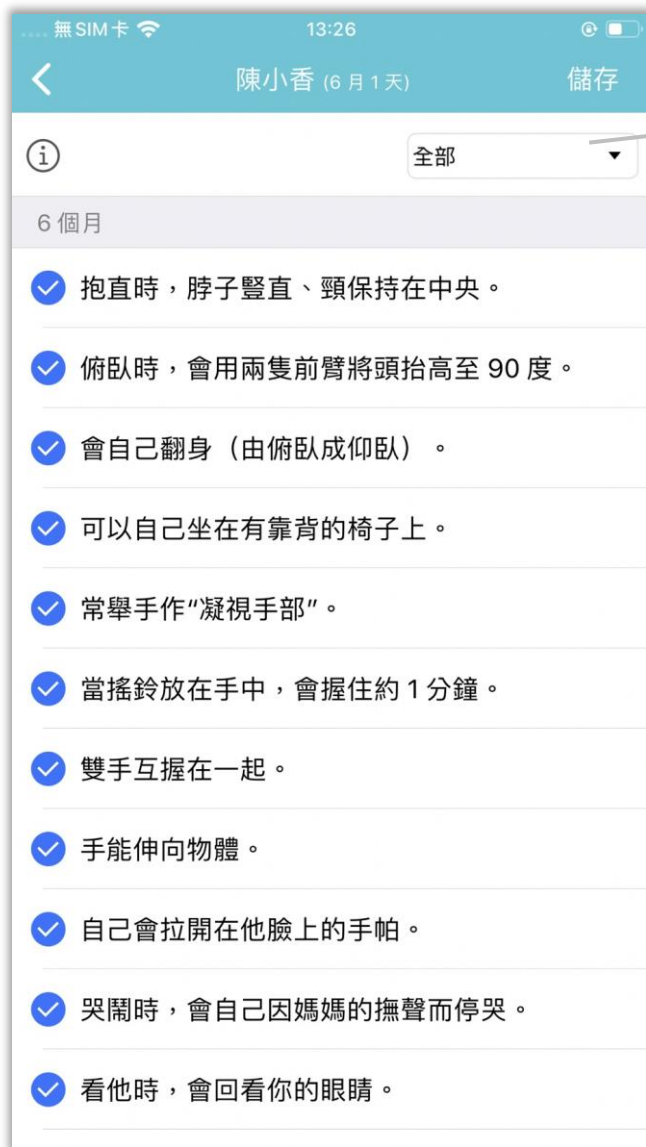 無SIM卡 13:26
陳小香 (6 月 1 天) 儲存
全部
6 個月
抱直時，脖子豎直、頸保持在中央。
俯臥時，會用兩隻前臂將頭抬高至 90 度。
會自己翻身（由俯臥成仰臥）。
可以自己坐在有靠背的椅子上。
常舉手作“凝視手部”。
當搖鈴放在手中，會握住約 1 分鐘。
雙手互握在一起。
手能伸向物體。
自己會拉開在他臉上的手帕。
哭鬧時，會自己因媽媽的撫聲而停哭。
看他時，會回看你的眼睛。